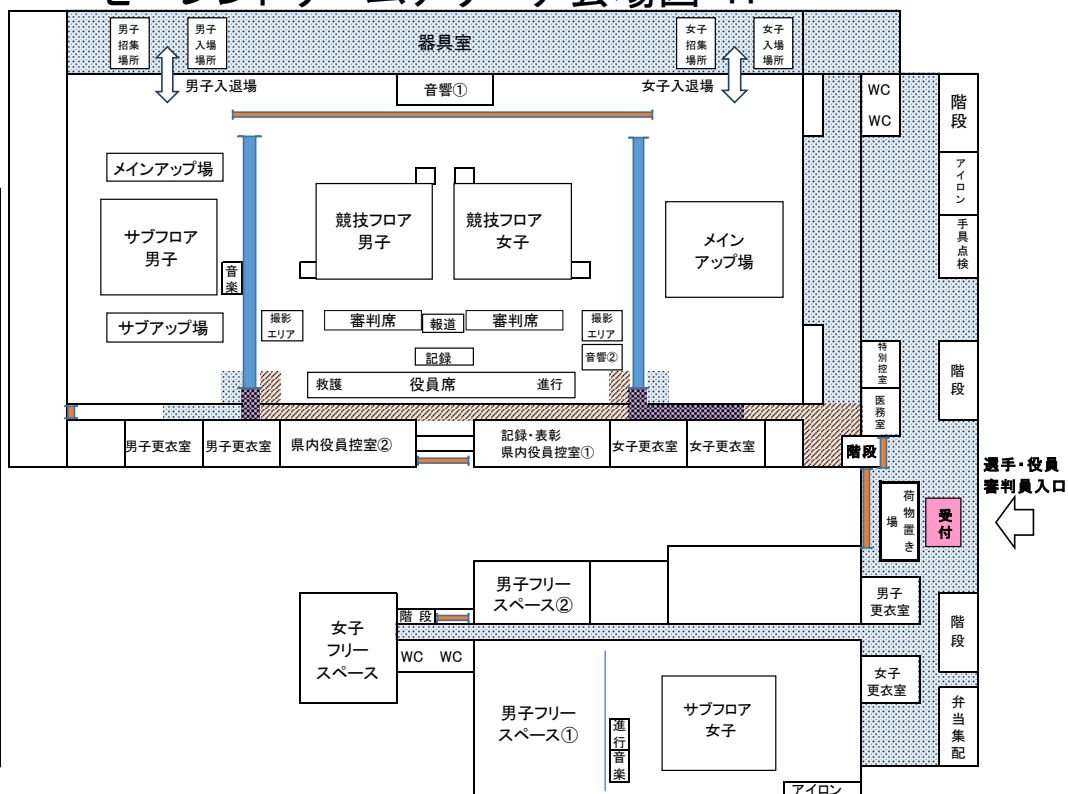 男子
招集
場所
男子
入場
場所
器具室
女子
招集
場所
女子
入場
場所
男子入退場
音響①
女子入退場
WC
WC
階段
アイロン
手具点検
メインアップ場
サブフロア
男子
音楽
サブアップ場
競技フロア
男子
競技フロア
女子
メイン
アップ場
撮影
エリア
審判席
報道
審判席
撮影
エリア
記録
音響②
救護
役員席
進行
特別控室
医務室
階段
男子更衣室
男子更衣室
県内役員控室②
記録・表彰
県内役員控室①
女子更衣室
女子更衣室
階段
選手・役員
審判員入口
荷物置き
場
受付
男子フリー
スペース②
男子
更衣室
女子
フリー
スペース
階段
WC
WC
階段
女子
更衣室
男子フリー
スペース①
進行
音楽
サブフロア
女子
弁当集配
アイロン